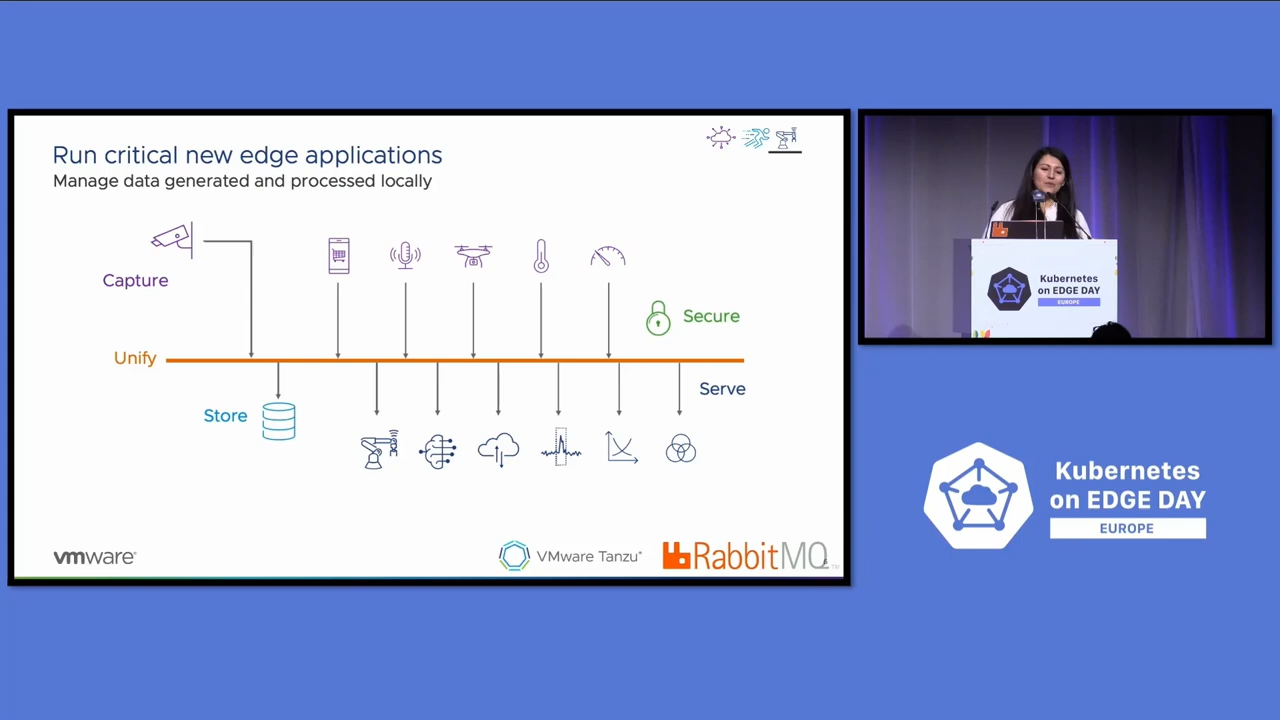 Run critical new edge applications
Manage data generated and processed locally
Capture
Secure
Unify
Serve
Store
vmware®
VMware Tanzu®
RabbitMQ™
Kubernetes
on EDGE DAY
EUROPE
Kubernetes
on EDGE DAY
EUROPE